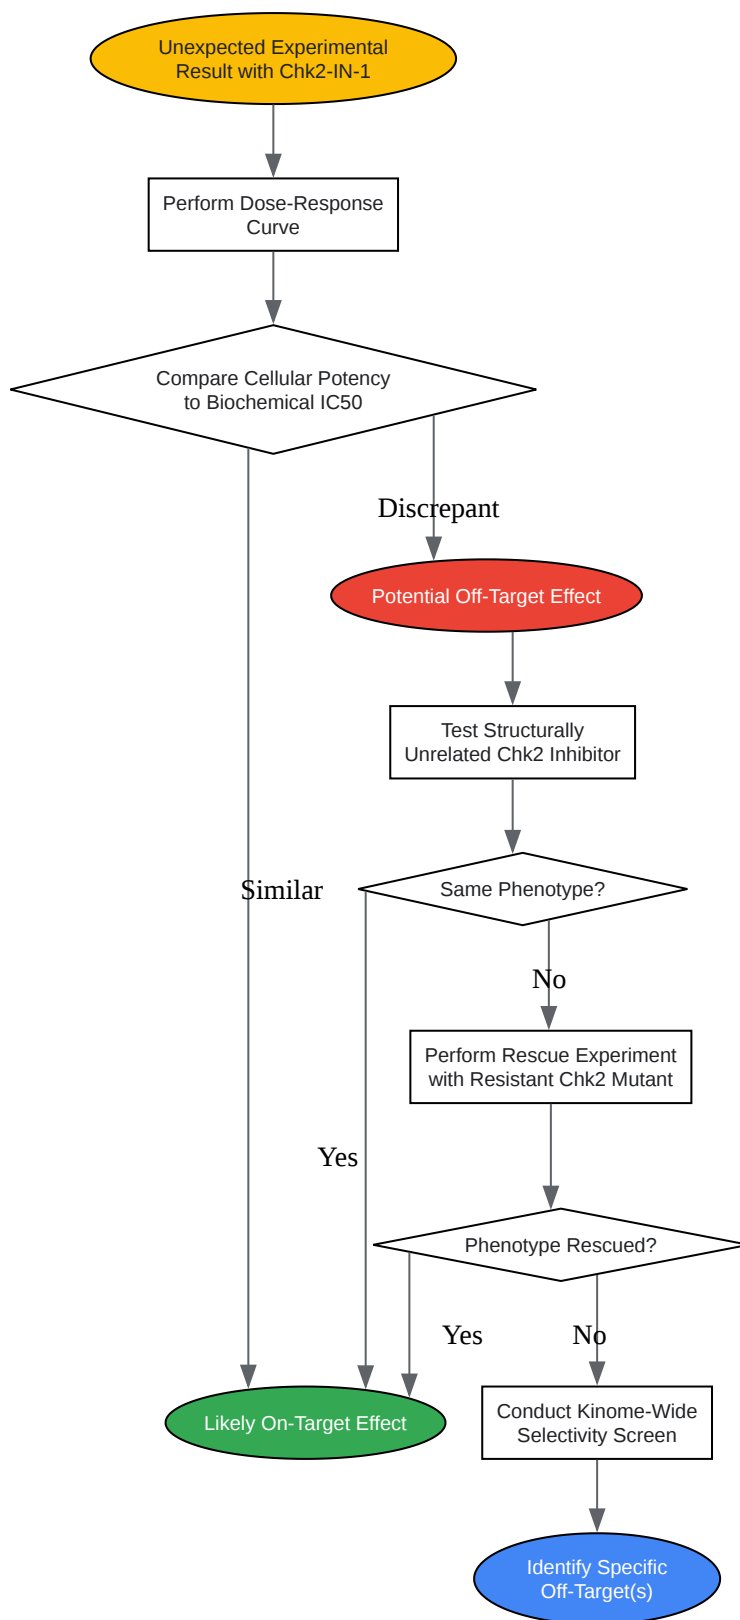 Unexpected Experimental
Result with Chk2-IN-1
Perform Dose-Response
Curve
Compare Cellular Potency
to Biochemical IC50
Discrepant
Potential Off-Target Effect
Test Structurally
Unrelated Chk2 Inhibitor
Similar
Same Phenotype?
No
Perform Rescue Experiment
with Resistant Chk2 Mutant
Yes
Phenotype Rescued?
Yes
No
Likely On-Target Effect
Conduct Kinome-Wide
Selectivity Screen
Identify Specific
Off-Target(s)